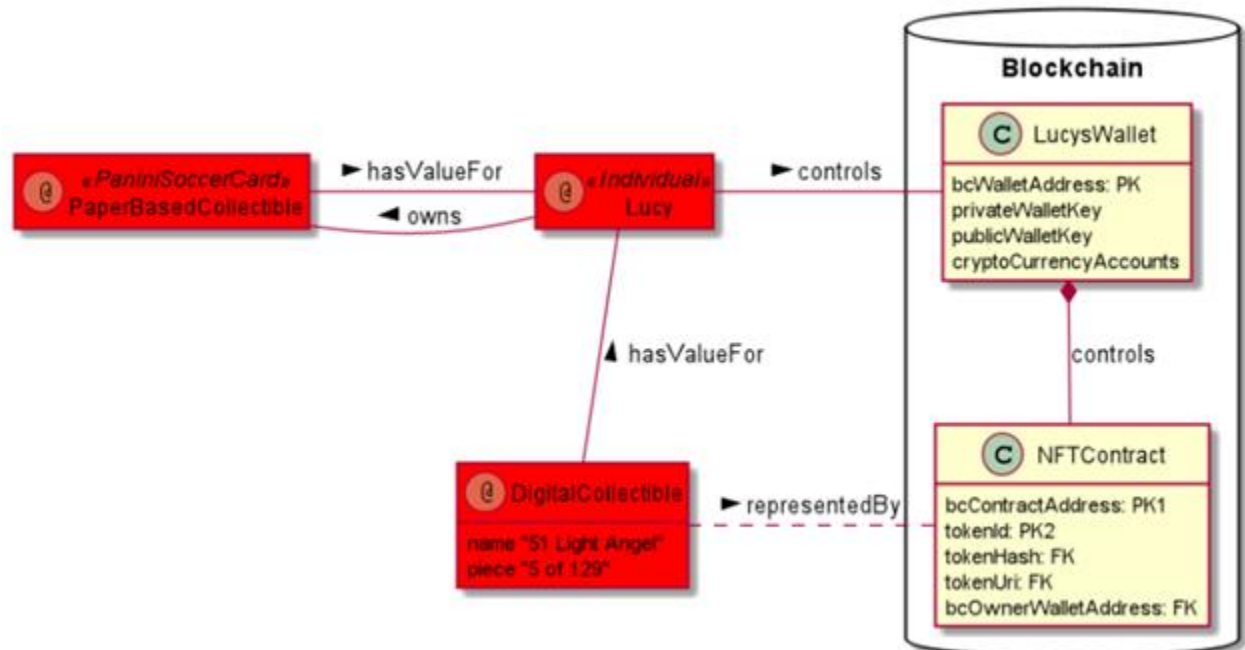 Blockchain
C LucysWallet
bcWalletAddress: PK
privateWalletKey
publicWalletKey
cryptoCurrencyAccounts
@ «PaniniSoccerCard»
PaperBasedCollectible
► hasValueFor
◄ owns
@ «Individual»
Lucy
► controls
▲ hasValueFor
controls
@ DigitalCollectible
name "51 Light Angel"
piece "5 of 129"
► representedBy
C NFTContract
bcContractAddress: PK1
tokenId: PK2
tokenHash: FK
tokenUri: FK
bcOwnerWalletAddress: FK